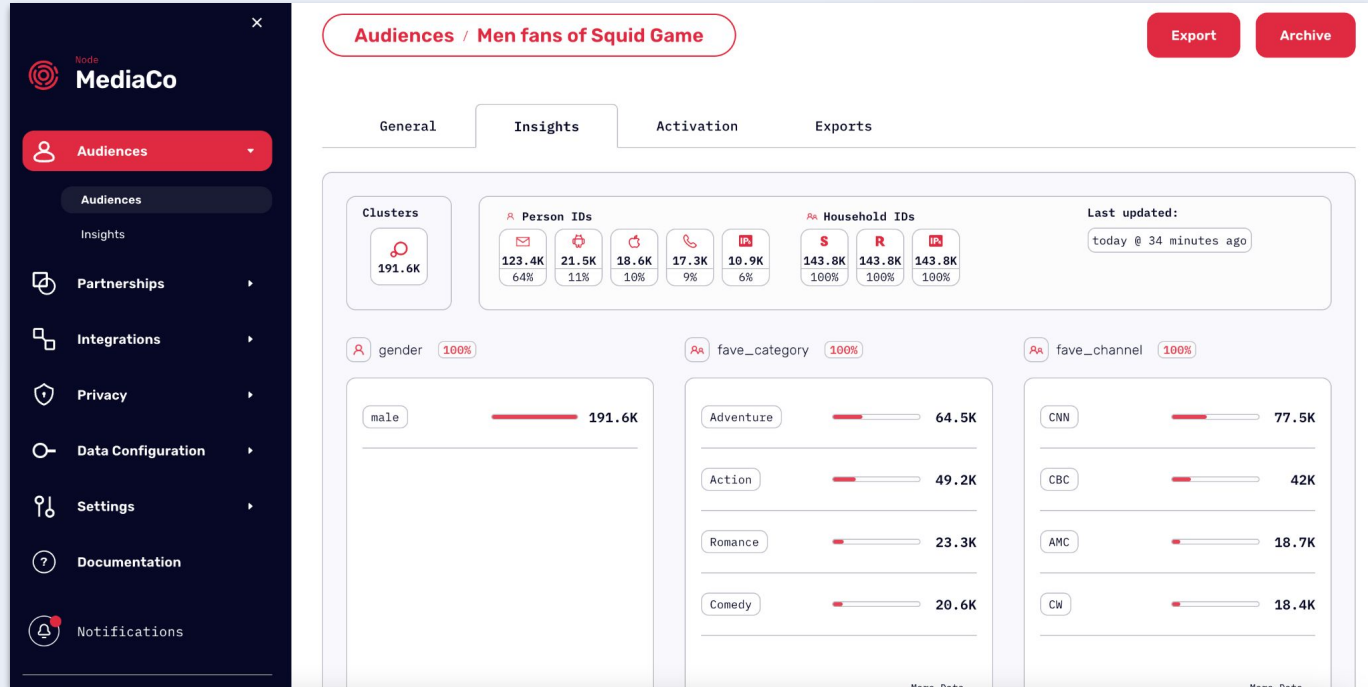 ×
Node
MediaCo
Audiences
Audiences
Insights
Partnerships
Integrations
Privacy
Data Configuration
Settings
Documentation
Notifications
Audiences / Men fans of Squid Game
Export
Archive
General
Insights
Activation
Exports
Clusters
191.6K
Person IDs
123.4K 21.5K 18.6K 17.3K 10.9K
64% 11% 10% 9% 6%
Household IDs
S R IP
143.8K 143.8K 143.8K
100% 100% 100%
Last updated:
today @ 34 minutes ago
gender 100%
male 191.6K
fave_category 100%
Adventure 64.5K
Action 49.2K
Romance 23.3K
Comedy 20.6K
fave_channel 100%
CNN 77.5K
CBC 42K
AMC 18.7K
CW 18.4K